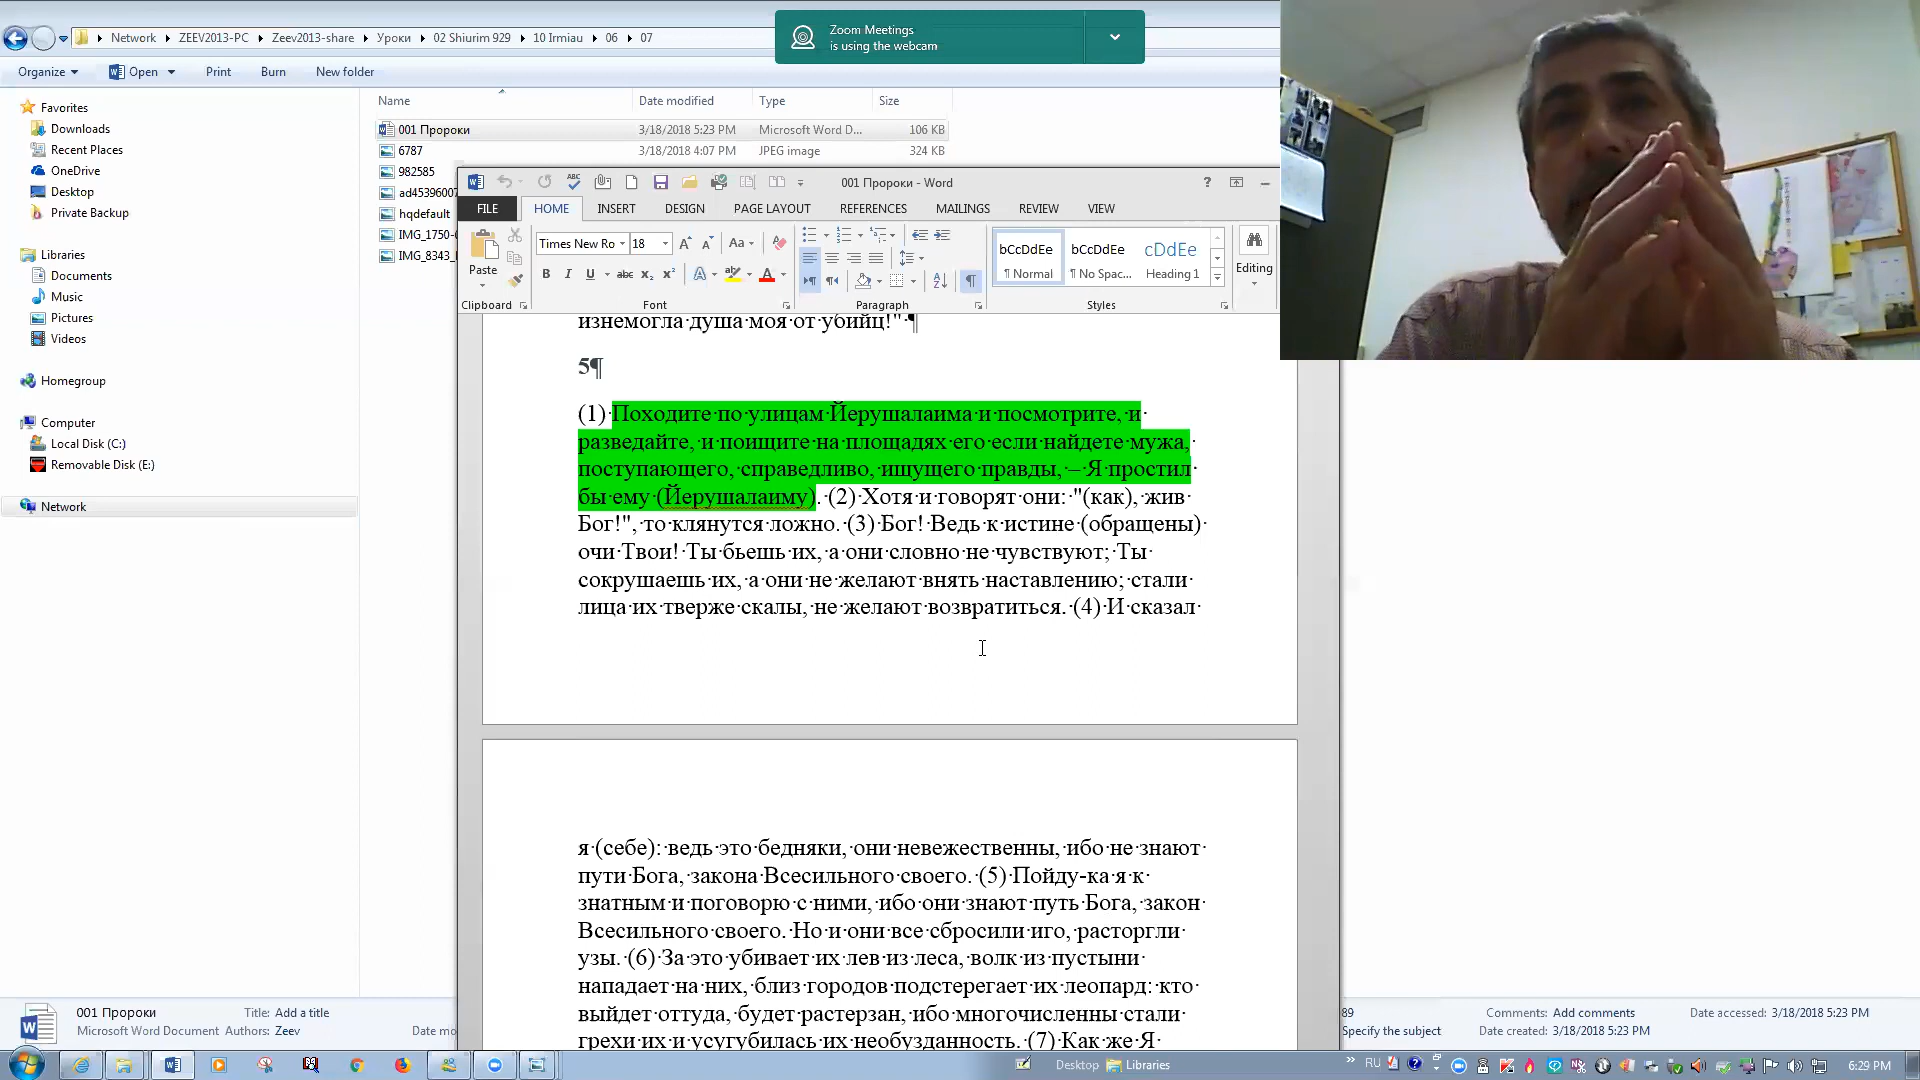 Network ZEEV2013-PC Zeev2013-share Уроки 02 Shiurim 929 10 Irmiau 06 07
Zoom Meetings
is using the webcam
Organize Open Print Burn New folder
Favorites
Downloads
Recent Places
OneDrive
Desktop
Private Backup
Libraries
Documents
Music
Pictures
Videos
Homegroup
Computer
Local Disk (C:)
Removable Disk (E:)
Network
Name Date modified Type Size
001 Пророки 3/18/2018 5:23 PM Microsoft Word D... 106 KB
6787 3/18/2018 4:07 PM JPEG image 324 KB
982585
ad45396007
hqdefault
IMG_1750-
IMG_8343_
001 Пророки - Word
FILE HOME INSERT DESIGN PAGE LAYOUT REFERENCES MAILINGS REVIEW VIEW
Paste
Times New Ro 18
bCcDdEe bCcDdEe cDdEe
¶ Normal ¶ No Spac... Heading 1
Editing
Clipboard Font Paragraph Styles
изнемогла душа моя от убийц!" ¶
5¶
(1) Походите по улицам Йерушалаима и посмотрите, и
разведайте, и поищите на площадях его если найдете мужа,
поступающего, справедливо, ищущего правды, – Я простил
бы ему (Йерушалаиму). (2) Хотя и говорят они: "(как), жив
Бог!", то клянутся ложно. (3) Бог! Ведь к истине (обращены)
очи Твои! Ты бьешь их, а они словно не чувствуют; Ты
сокрушаешь их, а они не желают внять наставлению; стали
лица их тверже скалы, не желают возвратиться. (4) И сказал
я (себе): ведь это бедняки, они невежественны, ибо не знают
пути Бога, закона Всесильного своего. (5) Пойду-ка я к
знатным и поговорю с ними, ибо они знают путь Бога, закон
Всесильного своего. Но и они все сбросили иго, расторгли
узы. (6) За это убивает их лев из леса, волк из пустыни
нападает на них, близ городов подстерегает их леопард: кто
выйдет оттуда, будет растерзан, ибо многочисленны стали
грехи их и усугубилась их необузданность. (7) Как же Я
001 Пророки Title: Add a title Date mo 89 Comments: Add comments Date accessed: 3/18/2018 5:23 PM
Microsoft Word Document Authors: Zeev Specify the subject Date created: 3/18/2018 5:23 PM
Desktop Libraries RU 6:29 PM